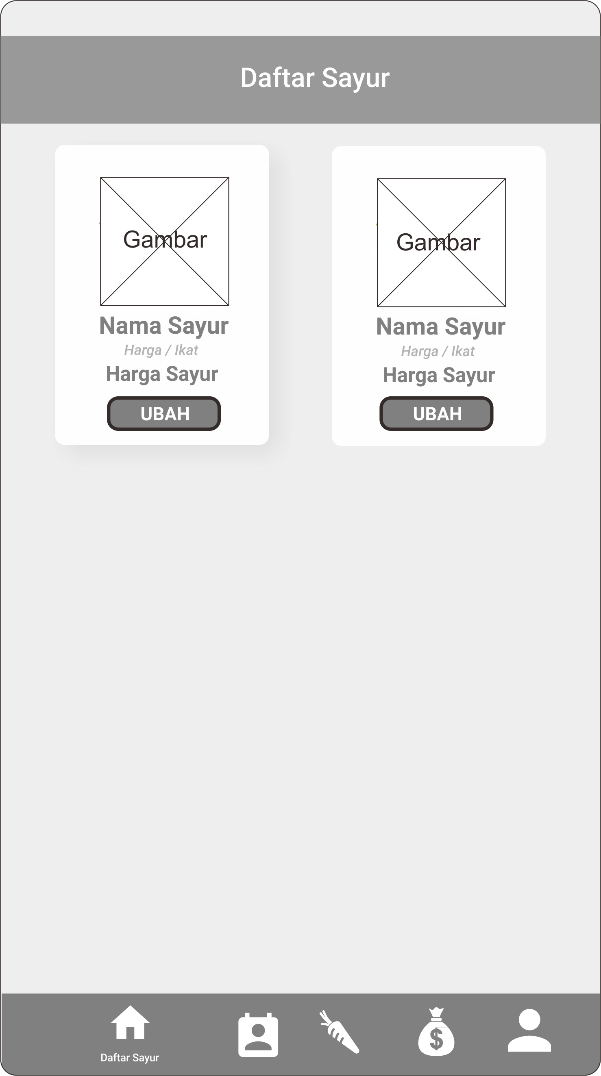 Daftar Sayur
Gambar
Nama Sayur
Harga / Ikat
Harga Sayur
UBAH
Gambar
Nama Sayur
Harga / Ikat
Harga Sayur
UBAH
$
Daftar Sayur